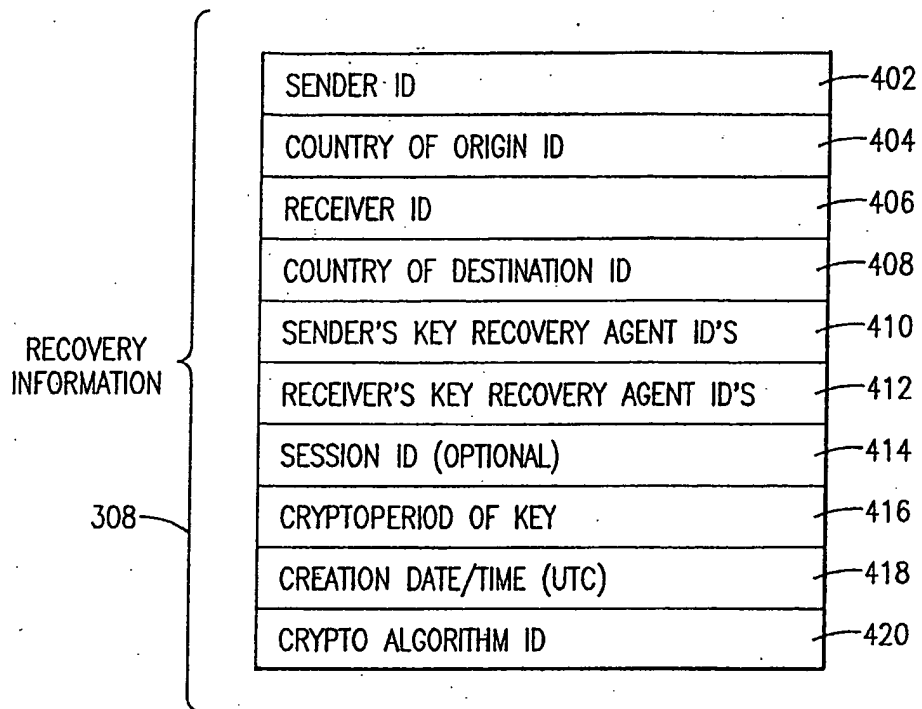 SENDER ID 402
COUNTRY OF ORIGIN ID 404
RECEIVER ID 406
COUNTRY OF DESTINATION ID 408
SENDER'S KEY RECOVERY AGENT ID'S 410
RECOVERY
INFORMATION
RECEIVER'S KEY RECOVERY AGENT ID'S 412
SESSION ID (OPTIONAL) 414
308
CRYPTOPERIOD OF KEY 416
CREATION DATE/TIME (UTC) 418
CRYPTO ALGORITHM ID 420